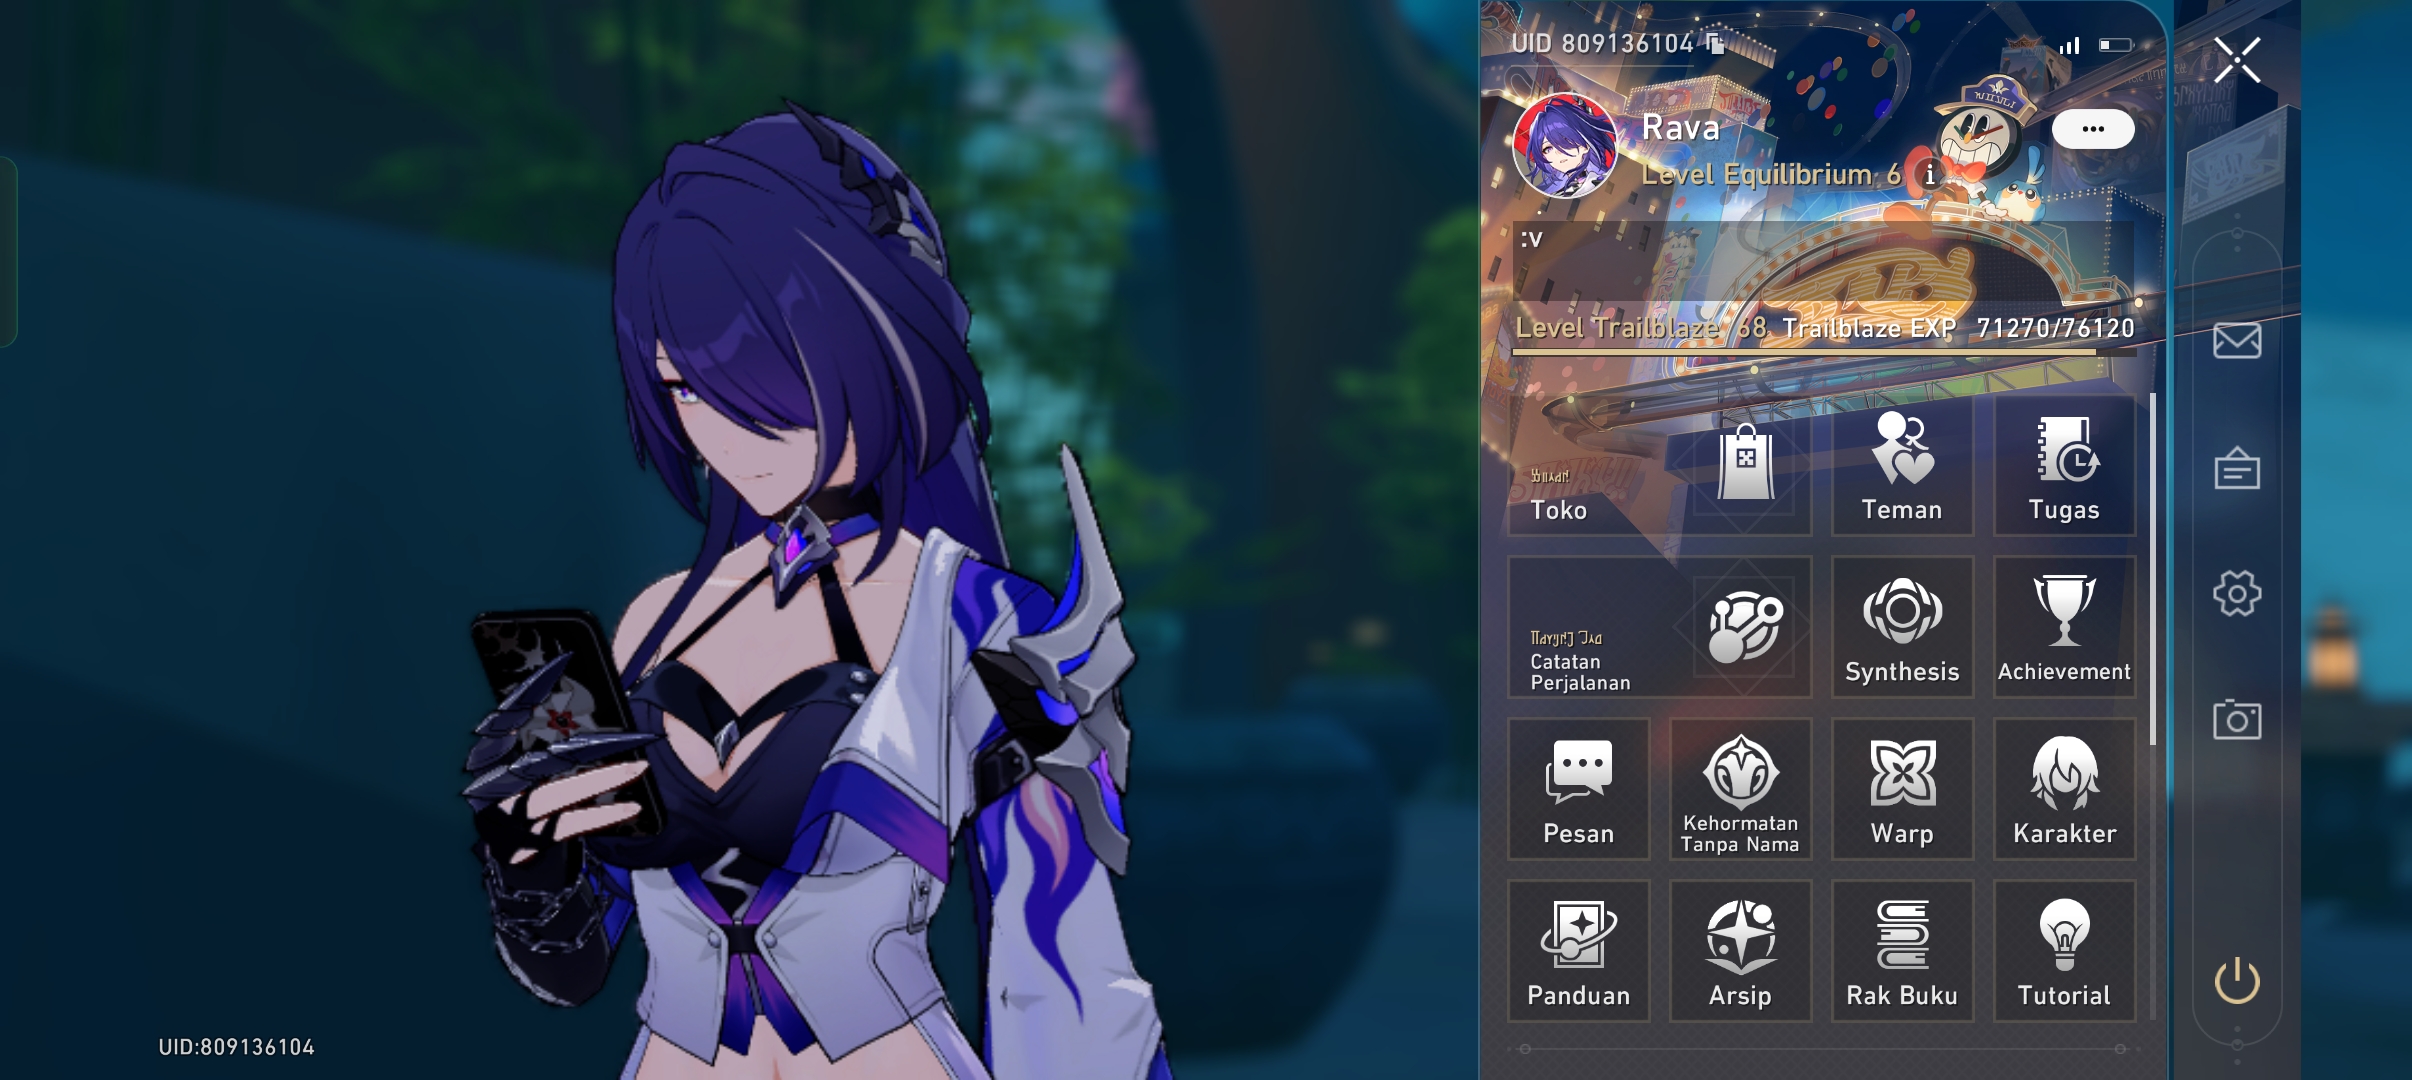 UID 809136104
Rava
Level Equilibrium 6
:v
Level Trailblaze 68 Trailblaze EXP 71270/76120
Toko
Teman
Tugas
Catatan
Perjalanan
Synthesis
Achievement
Pesan
Kehormatan
Tanpa Nama
Warp
Karakter
Panduan
Arsip
Rak Buku
Tutorial
UID:809136104